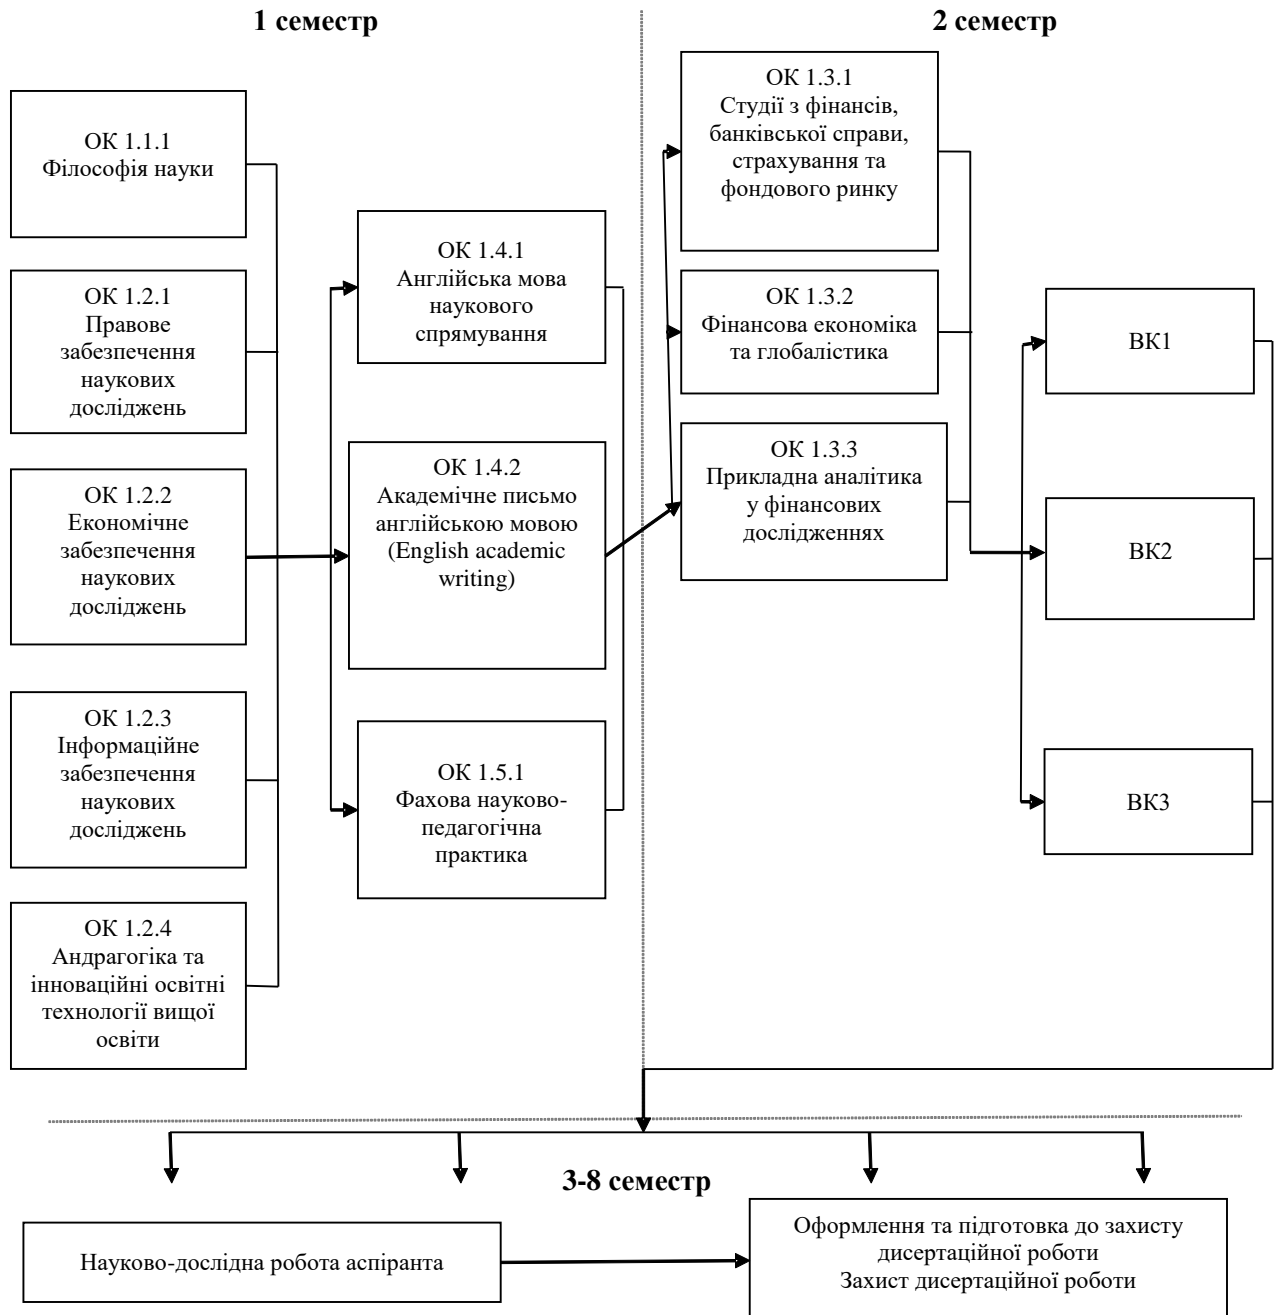 1 семестр
2 семестр
ОК 1.1.1
Філософія науки
ОК 1.2.1
Правове
забезпечення
наукових
досліджень
ОК 1.2.2
Економічне
забезпечення
наукових
досліджень
ОК 1.2.3
Інформаційне
забезпечення
наукових
досліджень
ОК 1.2.4
Андрагогіка та
інноваційні освітні
технології вищої
освіти
ОК 1.4.1
Англійська мова
наукового
спрямування
ОК 1.4.2
Академічне письмо
англійською мовою
(English academic
writing)
ОК 1.5.1
Фахова науково-
педагогічна
практика
ОК 1.3.1
Студії з фінансів,
банківської справи,
страхування та
фондового ринку
ОК 1.3.2
Фінансова економіка
та глобалістика
ОК 1.3.3
Прикладна аналітика
у фінансових
дослідженнях
ВК1
ВК2
ВК3
3-8 семестр
Науково-дослідна робота аспіранта
Оформлення та підготовка до захисту
дисертаційної роботи
Захист дисертаційної роботи